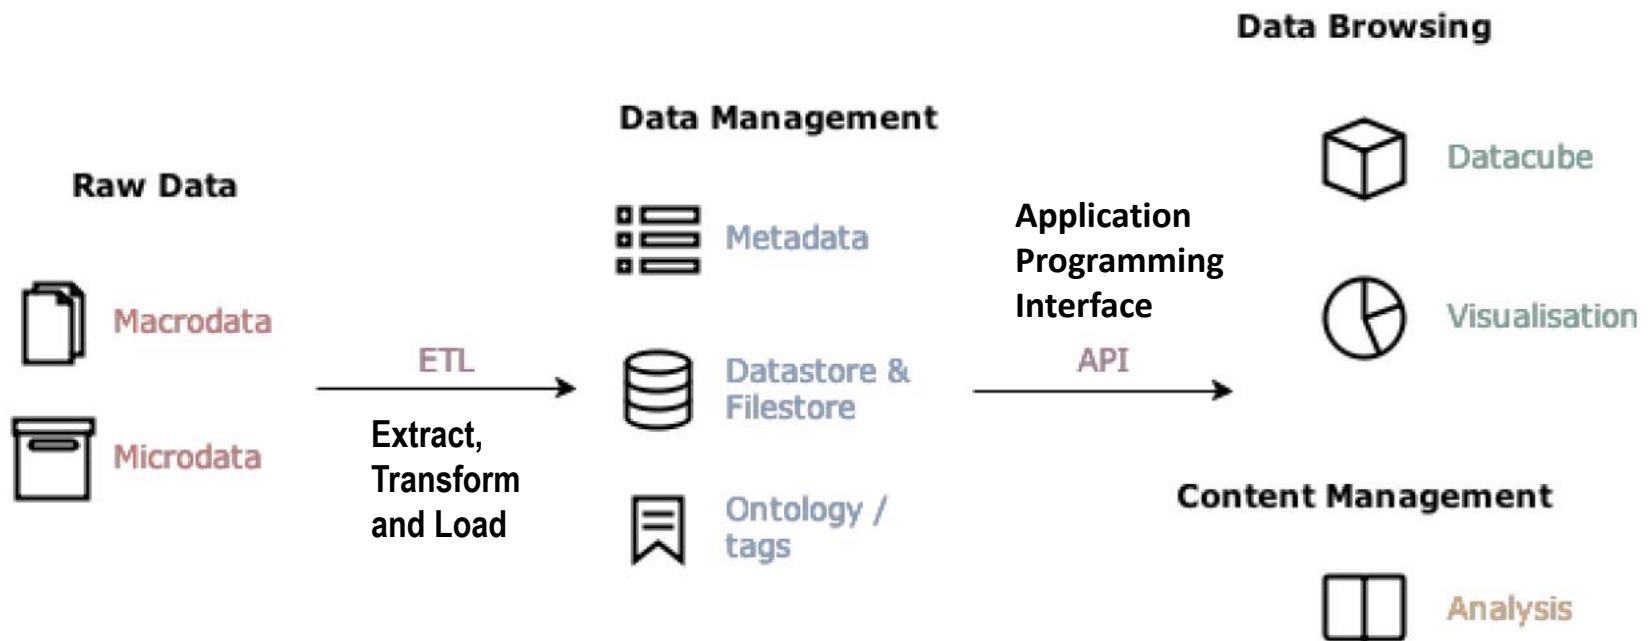 Raw Data
Macrodata
Microdata
ETL
Extract,
Transform
and Load
Data Management
Metadata
Datastore &
Filestore
Ontology /
tags
Application
Programming
Interface
API
Data Browsing
Datacube
Visualisation
Content Management
Analysis